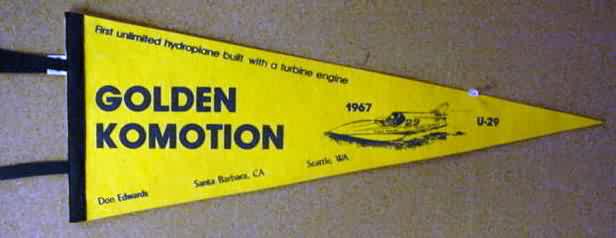 First unlimited hydroplane built with a turbine engine
GOLDEN
KOMOTION
1967
U-29
Don Edwards
Santa Barbara, CA
Seattle, WA